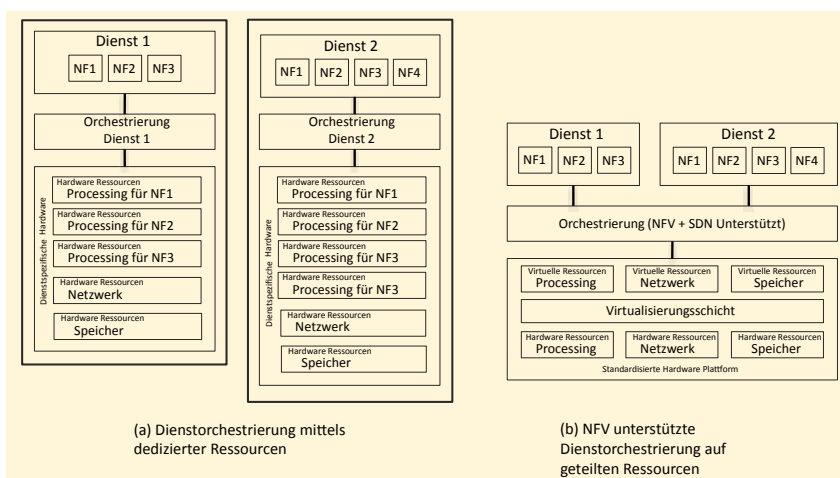 Dienst 1
NF1 NF2 NF3
Orchestrierung
Dienst 1
Dienstspezifische Hardware
Hardware Ressourcen
Processing für NF1
Hardware Ressourcen
Processing für NF2
Hardware Ressourcen
Processing für NF3
Hardware Ressourcen
Netzwerk
Hardware Ressourcen
Speicher
Dienst 2
NF1 NF2 NF3 NF4
Orchestrierung
Dienst 2
Dienstspezifische Hardware
Hardware Ressourcen
Processing für NF1
Hardware Ressourcen
Processing für NF2
Hardware Ressourcen
Processing für NF3
Hardware Ressourcen
Processing für NF3
Hardware Ressourcen
Netzwerk
Hardware Ressourcen
Speicher
(a) Dienstorchestrierung mittels
dedizierter Ressourcen
Dienst 1
NF1 NF2 NF3
Dienst 2
NF1 NF2 NF3 NF4
Orchestrierung (NFV + SDN Unterstützt)
Virtuelle Ressourcen
Processing
Virtuelle Ressourcen
Netzwerk
Virtuelle Ressourcen
Speicher
Virtualisierungsschicht
Hardware Ressourcen
Processing
Hardware Ressourcen
Netzwerk
Hardware Ressourcen
Speicher
Standardisierte Hardware Plattform
(b) NFV unterstützte
Dienstorchestrierung auf
geteilten Ressourcen